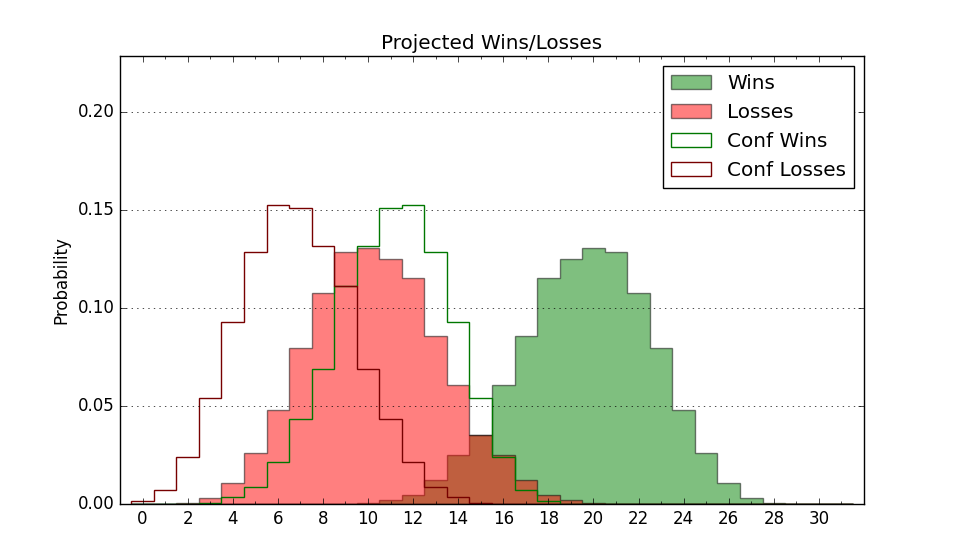 Projected Wins/Losses
Wins
Losses
Conf Wins
Conf Losses
Probability
0.20
0.15
0.10
0.05
0.00
0 2 4 6 8 10 12 14 16 18 20 22 24 26 28 30